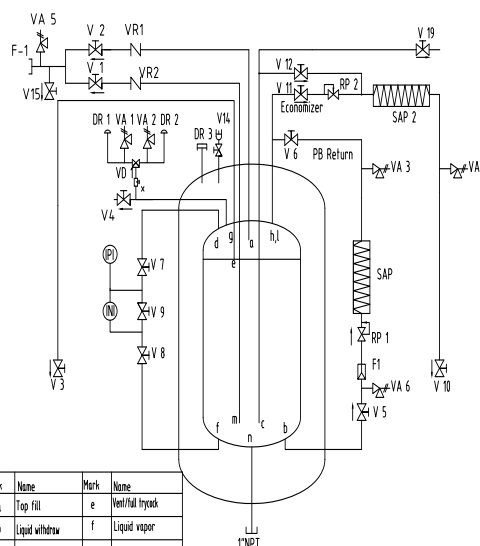 VA 5
V 2
VR1
V 19
F-1
V 1
VR2
V 12
RP 2
V15
V 11
Economizer
SAP 2
DR 1
VA 1
VA 2
DR 2
DR 3
V14
V 6
PB Return
VD 1
x
VA 3
VA
V4
d
g
a
h,l
e
IPI
V 7
SAP
INI
V 9
RP 1
V 8
F1
V 3
VA 6
V 10
m
c
V 5
f
n
b
Name
Mark
Name
Top fill
e
Vent/full trycock
Liquid withdraw
f
Liquid vapor
1"NPT